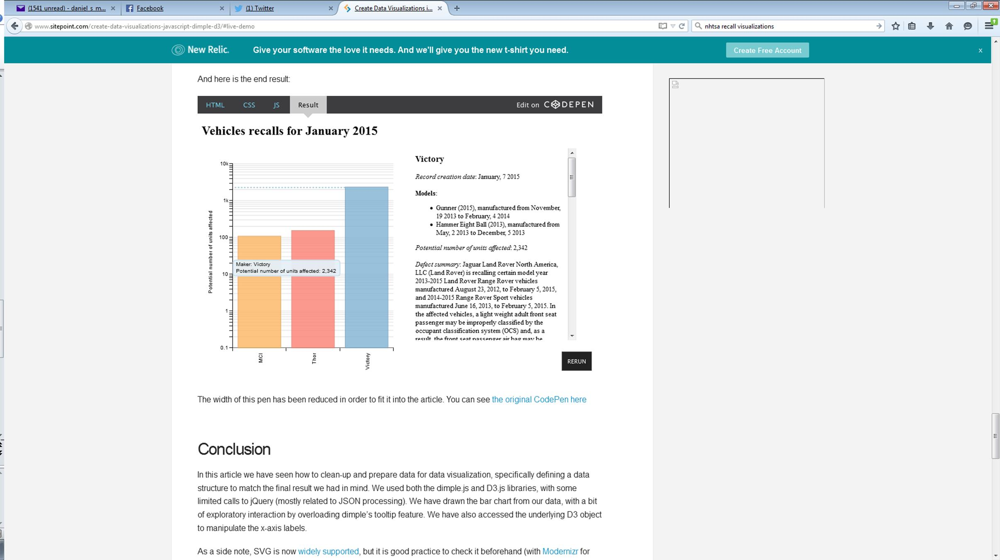 (1541 unread) - daniel_s_m...
Facebook
(1) Twitter
Create Data Visualizations i...
www.sitepoint.com/create-data-visualizations-javascript-dimple-d3/#live-demo
nhtsa recall visualizations
New Relic.
Give your software the love it needs. And we'll give you the new t-shirt you need.
Create Free Account
x
And here is the end result:
HTML
CSS
JS
Result
Edit on CODEPEN
Vehicles recalls for January 2015
Potential number of units affected
10k
1k
100
10
1
0.1
Maker: Victory
Potential number of units affected: 2,342
MCI
Thor
Victory
Victory
Record creation date: January, 7 2015
Models:
Gunner (2015), manufactured from November,
19 2013 to February, 4 2014
Hammer Eight Ball (2013), manufactured from
May, 2 2013 to December, 5 2013
Potential number of units affected: 2,342
Defect summary: Jaguar Land Rover North America,
LLC (Land Rover) is recalling certain model year
2013-2015 Land Rover Range Rover vehicles
manufactured August 23, 2012, to February 5, 2015,
and 2014-2015 Range Rover Sport vehicles
manufactured June 16, 2013, to February 5, 2015. In
the affected vehicles, a light weight adult front seat
passenger may be improperly classified by the
occupant classification system (OCS) and, as a
result, the front seat passenger air bag may be
RERUN
The width of this pen has been reduced in order to fit it into the article. You can see the original CodePen here
Conclusion
In this article we have seen how to clean-up and prepare data for data visualization, specifically defining a data
structure to match the final result we had in mind. We used both the dimple.js and D3.js libraries, with some
limited calls to jQuery (mostly related to JSON processing). We have drawn the bar chart from our data, with a bit
of exploratory interaction by overloading dimple's tooltip feature. We have also accessed the underlying D3 object
to manipulate the x-axis labels.
As a side note, SVG is now widely supported, but it is good practice to check it beforehand (with Modernizr for